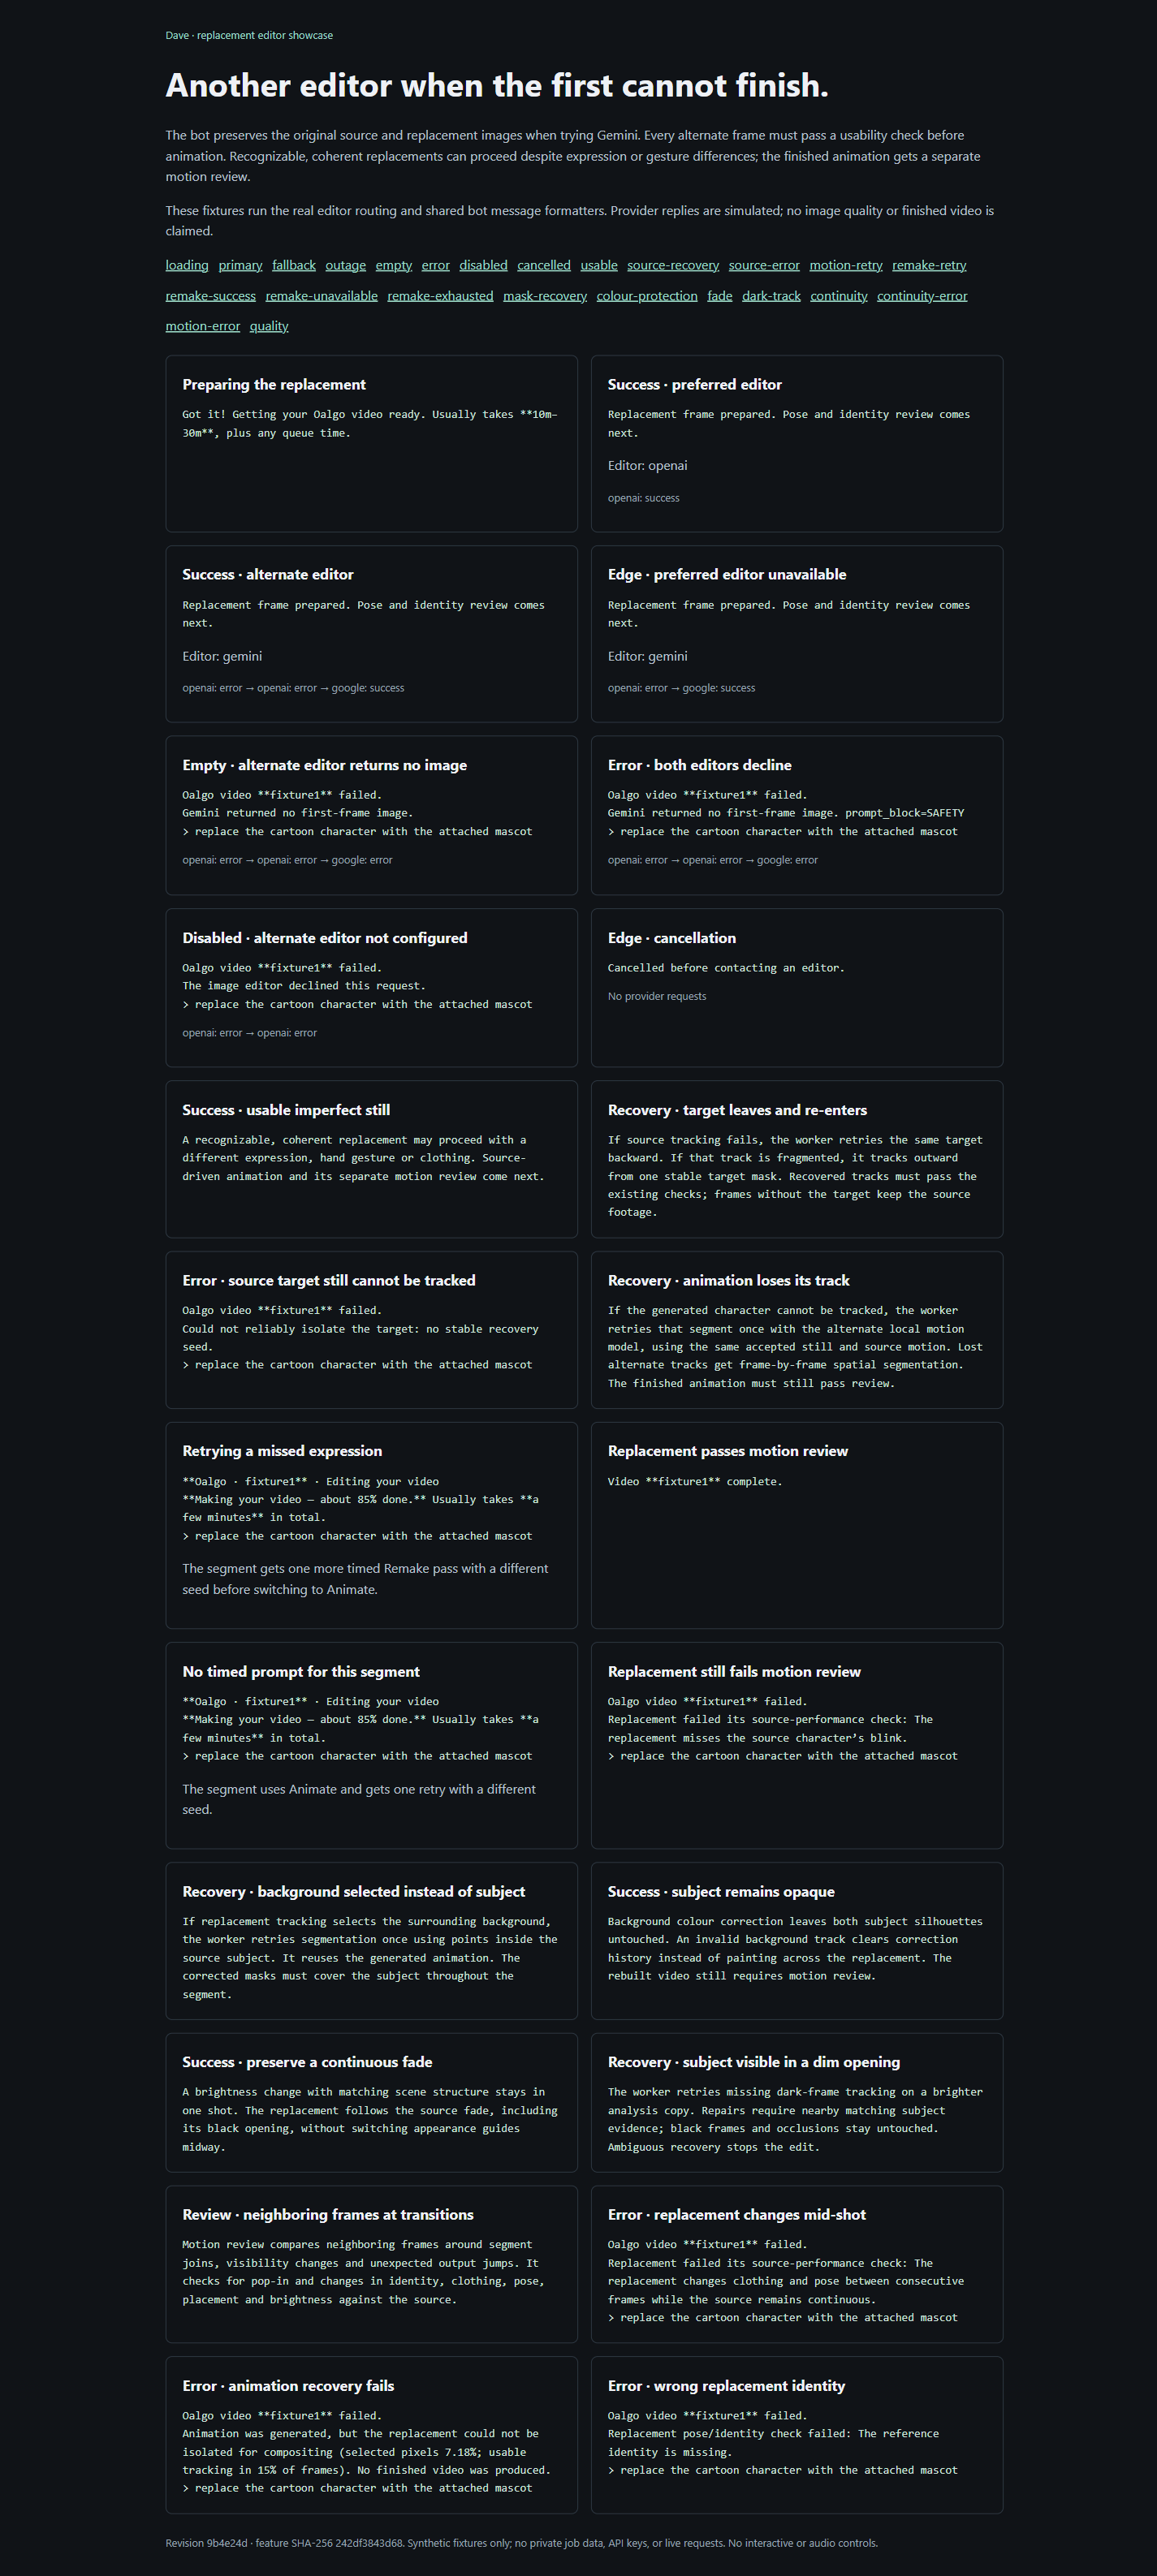 Dave · replacement editor showcase
Another editor when the first cannot finish.
The bot preserves the original source and replacement images when trying Gemini. Every alternate frame must pass a usability check before
animation. Recognizable, coherent replacements can proceed despite expression or gesture differences; the finished animation gets a separate
motion review.
These fixtures run the real editor routing and shared bot message formatters. Provider replies are simulated; no image quality or finished video is
claimed.
loading primary fallback outage empty error disabled cancelled usable source-recovery source-error motion-retry remake-retry
remake-success remake-unavailable remake-exhausted mask-recovery colour-protection fade dark-track continuity continuity-error
motion-error quality
Preparing the replacement
Got it! Getting your Oalgo video ready. Usually takes **10m–
30m**, plus any queue time.
Success · preferred editor
Replacement frame prepared. Pose and identity review comes
next.
Editor: openai
openai: success
Success · alternate editor
Replacement frame prepared. Pose and identity review comes
next.
Editor: gemini
openai: error → openai: error → google: success
Edge · preferred editor unavailable
Replacement frame prepared. Pose and identity review comes
next.
Editor: gemini
openai: error → google: success
Empty · alternate editor returns no image
Oalgo video **fixture1** failed.
Gemini returned no first-frame image.
> replace the cartoon character with the attached mascot
openai: error → openai: error → google: error
Error · both editors decline
Oalgo video **fixture1** failed.
Gemini returned no first-frame image. prompt_block=SAFETY
> replace the cartoon character with the attached mascot
openai: error → openai: error → google: error
Disabled · alternate editor not configured
Oalgo video **fixture1** failed.
The image editor declined this request.
> replace the cartoon character with the attached mascot
openai: error → openai: error
Edge · cancellation
Cancelled before contacting an editor.
No provider requests
Success · usable imperfect still
A recognizable, coherent replacement may proceed with a
different expression, hand gesture or clothing. Source-
driven animation and its separate motion review come next.
Recovery · target leaves and re-enters
If source tracking fails, the worker retries the same target
backward. If that track is fragmented, it tracks outward
from one stable target mask. Recovered tracks must pass the
existing checks; frames without the target keep the source
footage.
Error · source target still cannot be tracked
Oalgo video **fixture1** failed.
Could not reliably isolate the target: no stable recovery
seed.
> replace the cartoon character with the attached mascot
Recovery · animation loses its track
If the generated character cannot be tracked, the worker
retries that segment once with the alternate local motion
model, using the same accepted still and source motion. Lost
alternate tracks get frame-by-frame spatial segmentation.
The finished animation must still pass review.
Retrying a missed expression
**Oalgo · fixture1** · Editing your video
**Making your video — about 85% done.** Usually takes **a
few minutes** in total.
> replace the cartoon character with the attached mascot
The segment gets one more timed Remake pass with a different
seed before switching to Animate.
Replacement passes motion review
Video **fixture1** complete.
No timed prompt for this segment
**Oalgo · fixture1** · Editing your video
**Making your video — about 85% done.** Usually takes **a
few minutes** in total.
> replace the cartoon character with the attached mascot
The segment uses Animate and gets one retry with a different
seed.
Replacement still fails motion review
Oalgo video **fixture1** failed.
Replacement failed its source-performance check: The
replacement misses the source character’s blink.
> replace the cartoon character with the attached mascot
Recovery · background selected instead of subject
If replacement tracking selects the surrounding background,
the worker retries segmentation once using points inside the
source subject. It reuses the generated animation. The
corrected masks must cover the subject throughout the
segment.
Success · subject remains opaque
Background colour correction leaves both subject silhouettes
untouched. An invalid background track clears correction
history instead of painting across the replacement. The
rebuilt video still requires motion review.
Success · preserve a continuous fade
A brightness change with matching scene structure stays in
one shot. The replacement follows the source fade, including
its black opening, without switching appearance guides
midway.
Recovery · subject visible in a dim opening
The worker retries missing dark-frame tracking on a brighter
analysis copy. Repairs require nearby matching subject
evidence; black frames and occlusions stay untouched.
Ambiguous recovery stops the edit.
Review · neighboring frames at transitions
Motion review compares neighboring frames around segment
joins, visibility changes and unexpected output jumps. It
checks for pop-in and changes in identity, clothing, pose,
placement and brightness against the source.
Error · replacement changes mid-shot
Oalgo video **fixture1** failed.
Replacement failed its source-performance check: The
replacement changes clothing and pose between consecutive
frames while the source remains continuous.
> replace the cartoon character with the attached mascot
Error · animation recovery fails
Oalgo video **fixture1** failed.
Animation was generated, but the replacement could not be
isolated for compositing (selected pixels 7.18%; usable
tracking in 15% of frames). No finished video was produced.
> replace the cartoon character with the attached mascot
Error · wrong replacement identity
Oalgo video **fixture1** failed.
Replacement pose/identity check failed: The reference
identity is missing.
> replace the cartoon character with the attached mascot
Revision 9b4e24d · feature SHA-256 242df3843d68. Synthetic fixtures only; no private job data, API keys, or live requests. No interactive or audio controls.